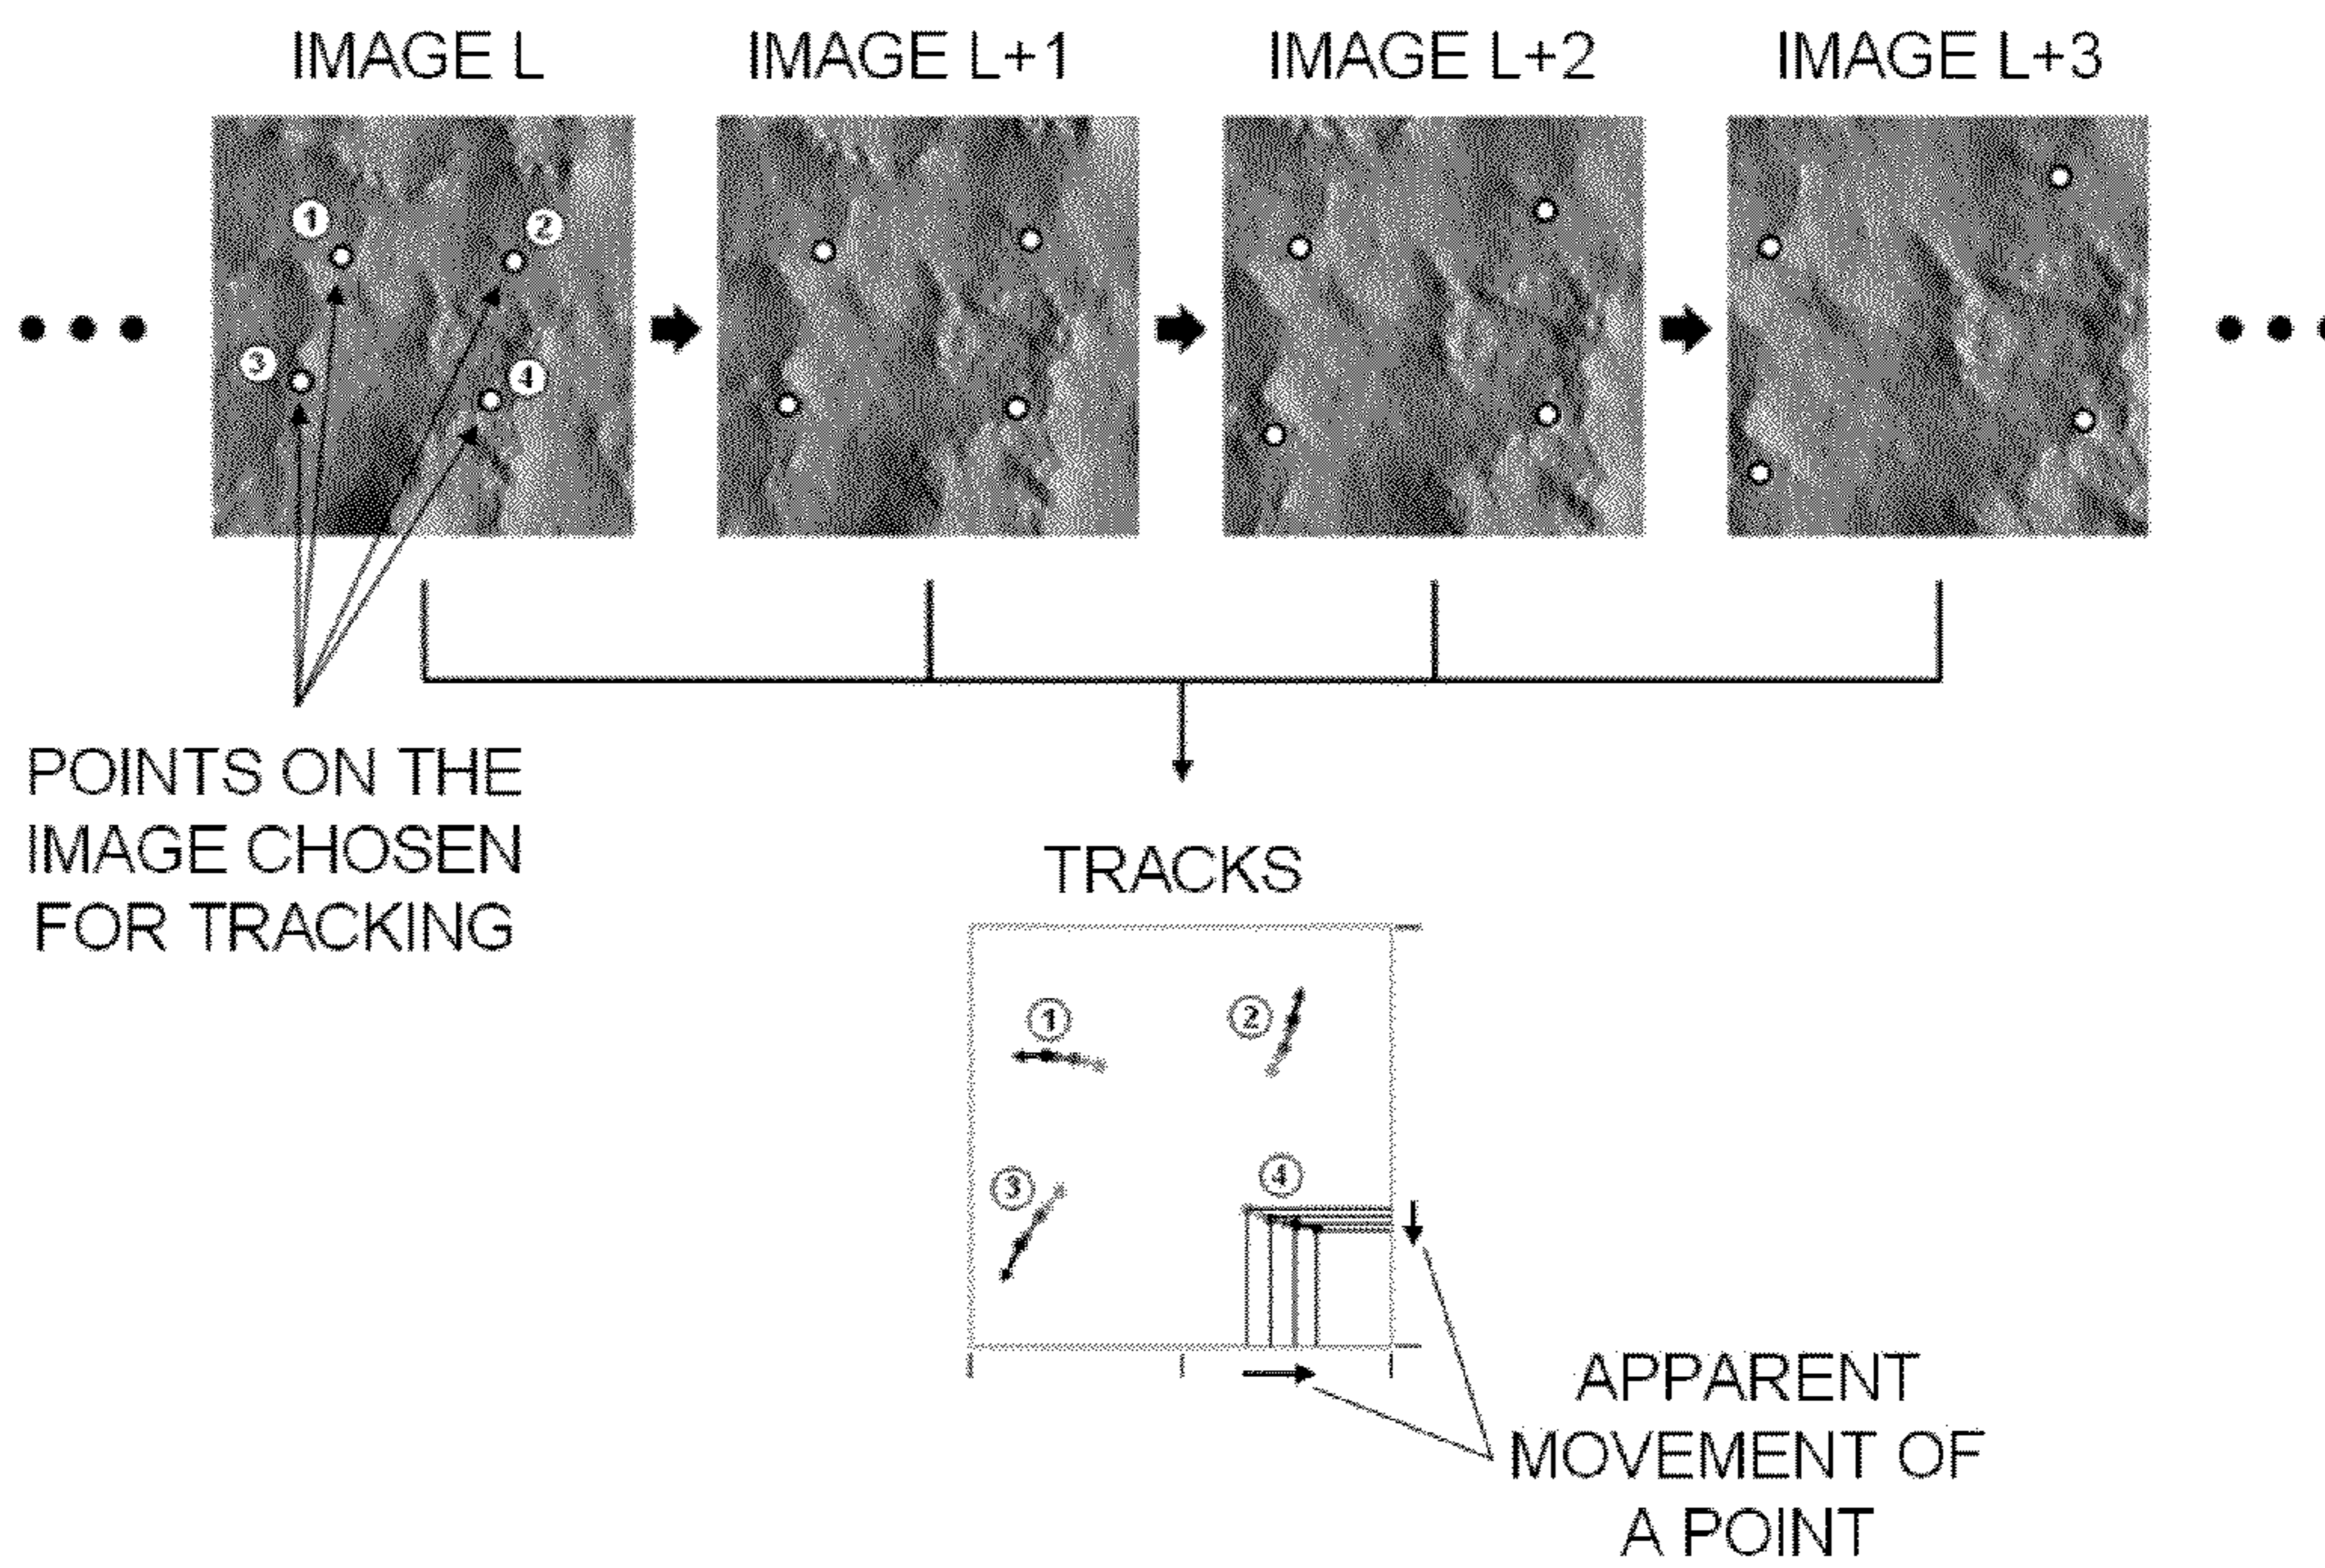 IMAGE L
IMAGE L+1
IMAGE L+2
IMAGE L+3
1
2
3
4
POINTS ON THE
IMAGE CHOSEN
FOR TRACKING
TRACKS
1
2
3
4
APPARENT
MOVEMENT OF
A POINT